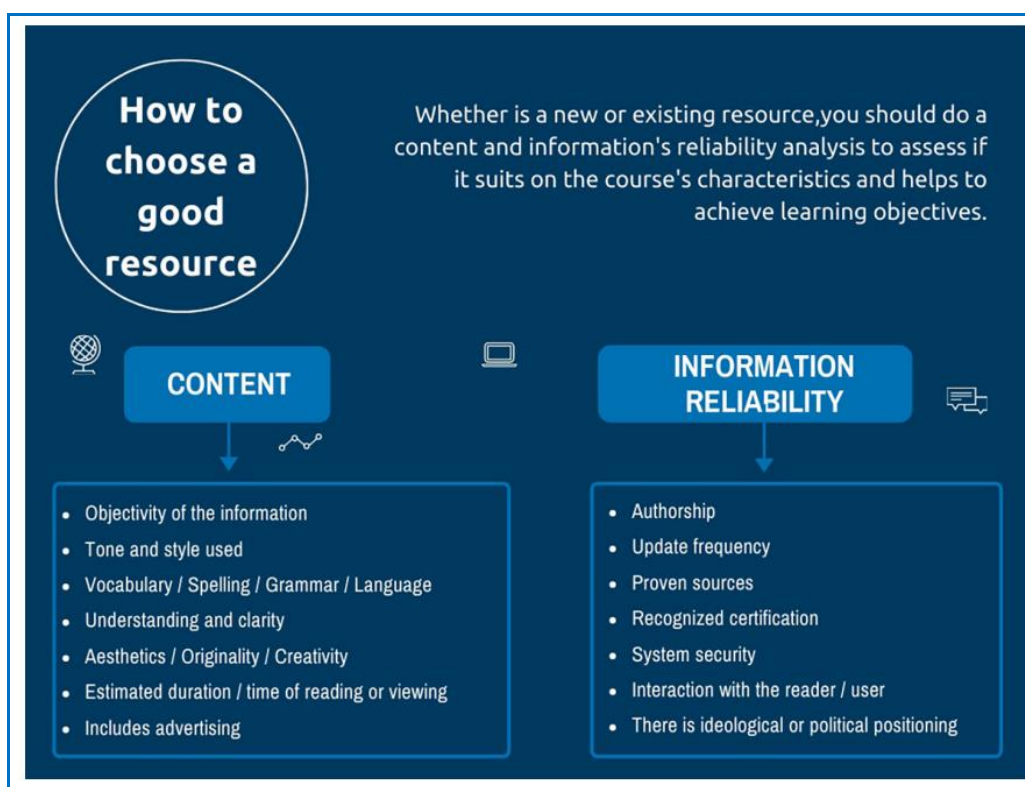 How to
choose a
good
resource
Whether is a new or existing resource,you should do a
content and information's reliability analysis to assess if
it suits on the course's characteristics and helps to
achieve learning objectives.
CONTENT
• Objectivity of the information
• Tone and style used
• Vocabulary / Spelling / Grammar / Language
• Understanding and clarity
• Aesthetics / Originality / Creativity
• Estimated duration / time of reading or viewing
• Includes advertising
INFORMATION
RELIABILITY
• Authorship
• Update frequency
• Proven sources
• Recognized certification
• System security
• Interaction with the reader / user
• There is ideological or political positioning